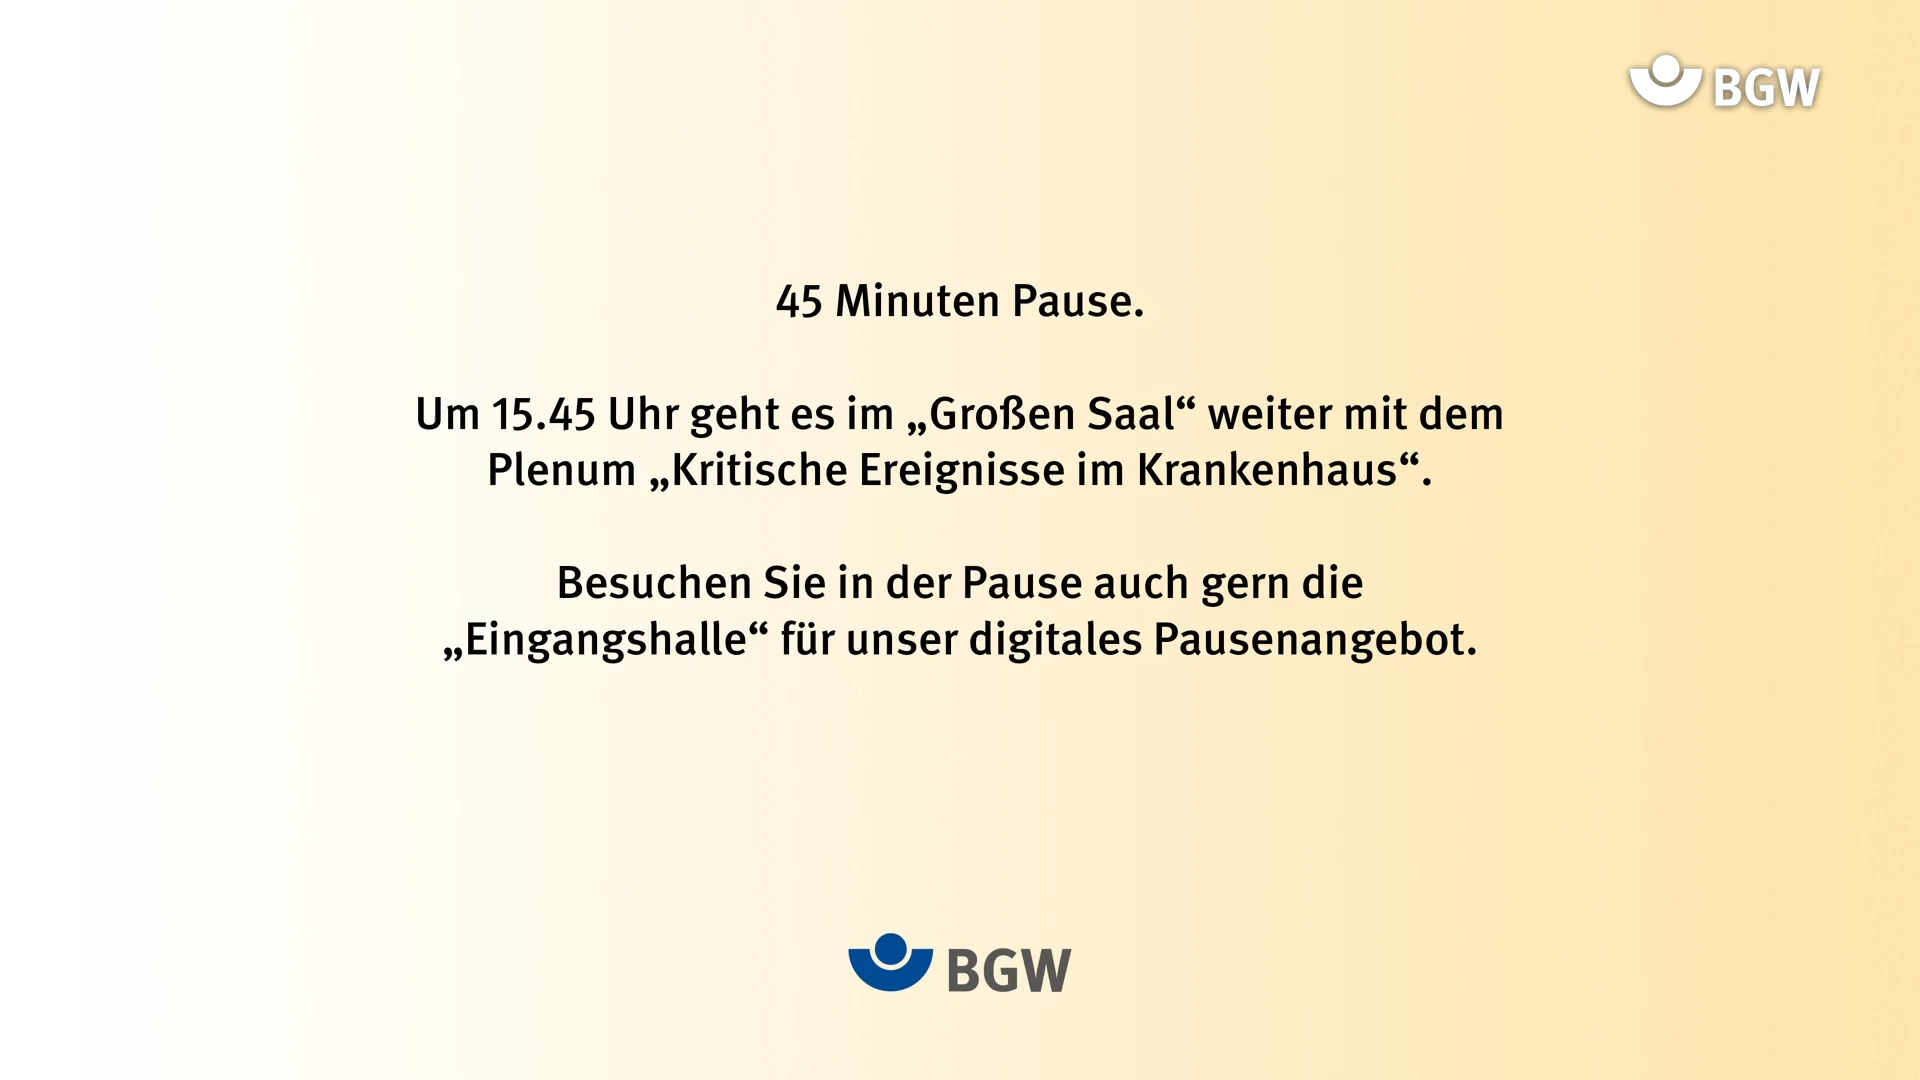 BGW
45 Minuten Pause.
Um 15.45 Uhr geht es im „Großen Saal“ weiter mit dem
Plenum „Kritische Ereignisse im Krankenhaus“.
Besuchen Sie in der Pause auch gern die
„Eingangshalle“ für unser digitales Pausenangebot.
BGW